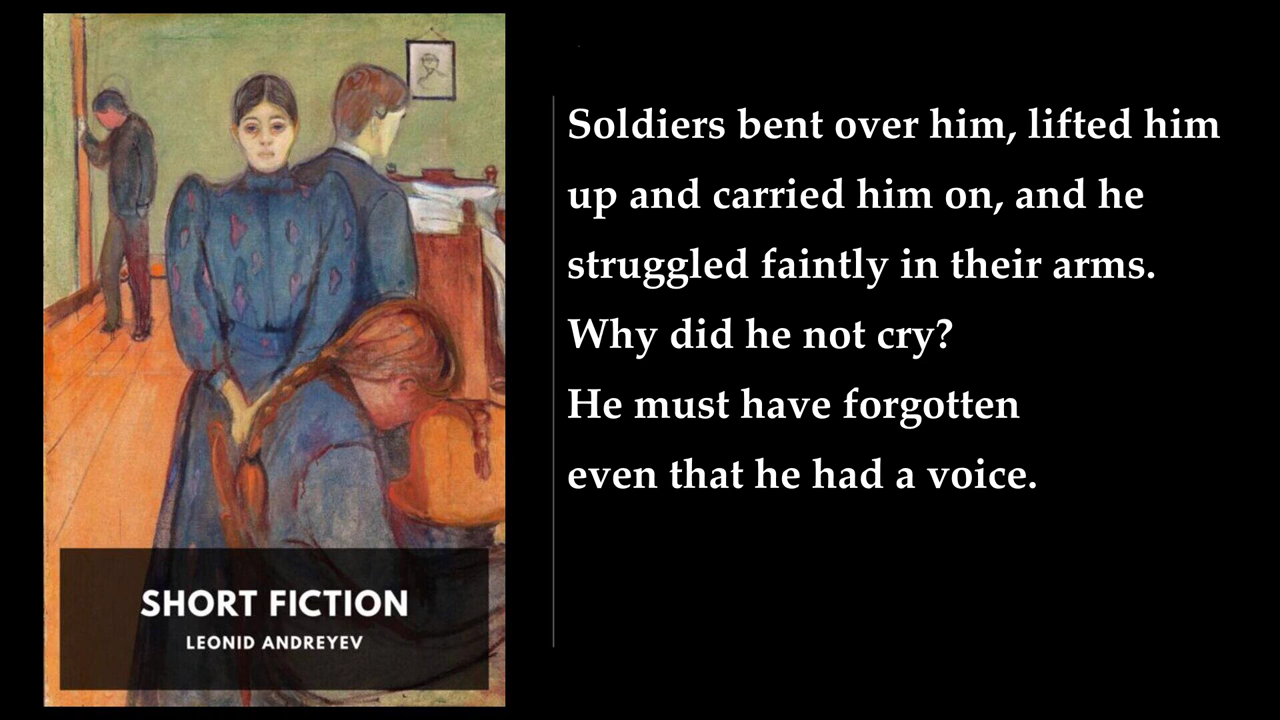 Soldiers bent over him, lifted him
up and carried him on, and he
struggled faintly in their arms.
Why did he not cry?
He must have forgotten
even that he had a voice.
SHORT FICTION
LEONID ANDREYEV